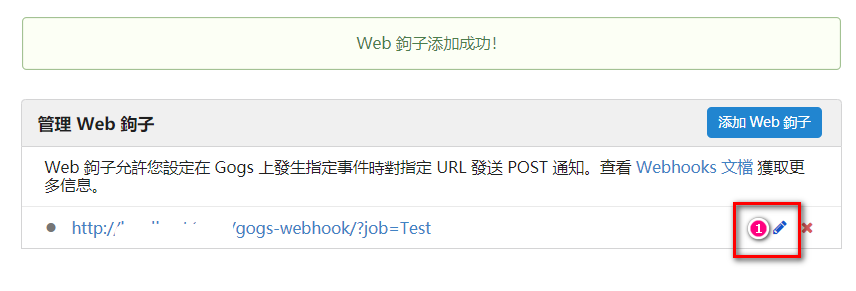 Web 鉤子添加成功!
管理 Web 鉤子
添加 Web 鉤子
Web 鉤子允許您設定在 Gogs 上發生指定事件時對指定 URL 發送 POST 通知。查看 Webhooks 文檔 獲取更
多信息。
http:// /gogs-webhook/?job=Test
1